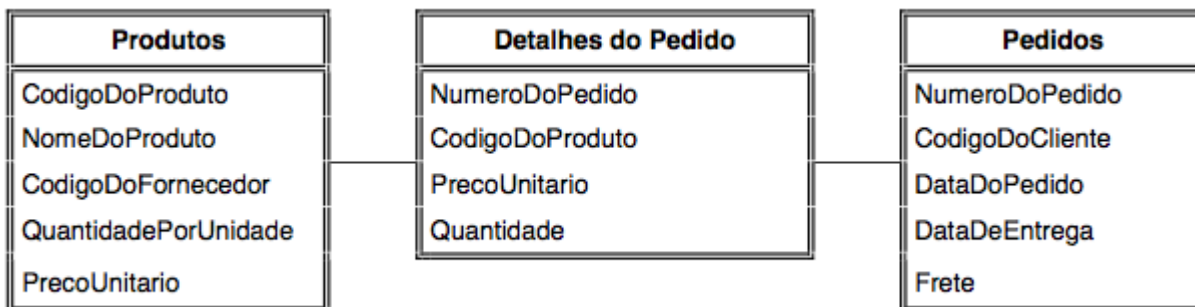 Produtos
CodigoDoProduto
NomeDoProduto
CodigoDoFornecedor
QuantidadePorUnidade
PrecoUnitario
Detalhes do Pedido
NumeroDoPedido
CodigoDoProduto
PrecoUnitario
Quantidade
Pedidos
NumeroDoPedido
CodigoDoCliente
DataDoPedido
DataDeEntrega
Frete